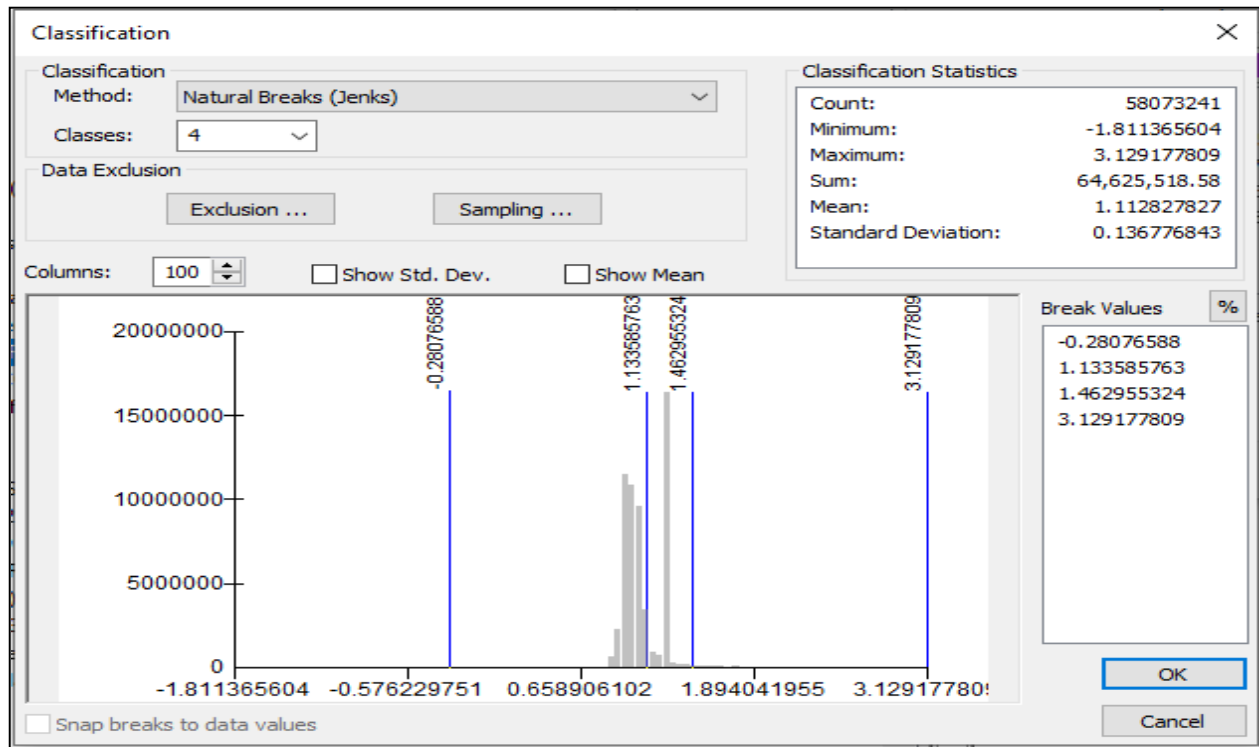 Classification
Classification
Method: Natural Breaks (Jenks)
Classes: 4
Data Exclusion
Exclusion ...
Sampling ...
Classification Statistics
Count: 58073241
Minimum: -1.811365604
Maximum: 3.129177809
Sum: 64,625,518.58
Mean: 1.112827827
Standard Deviation: 0.136776843
Columns: 100
Show Std. Dev.
Show Mean
Break Values %
-0.28076588
1.133585763
1.462955324
3.129177809
-0.28076588
1.133585763
1.462955324
3.129177809
20000000
15000000
10000000
5000000
0
-1.811365604 -0.576229751 0.658906102 1.894041955 3.129177809
Snap breaks to data values
OK
Cancel